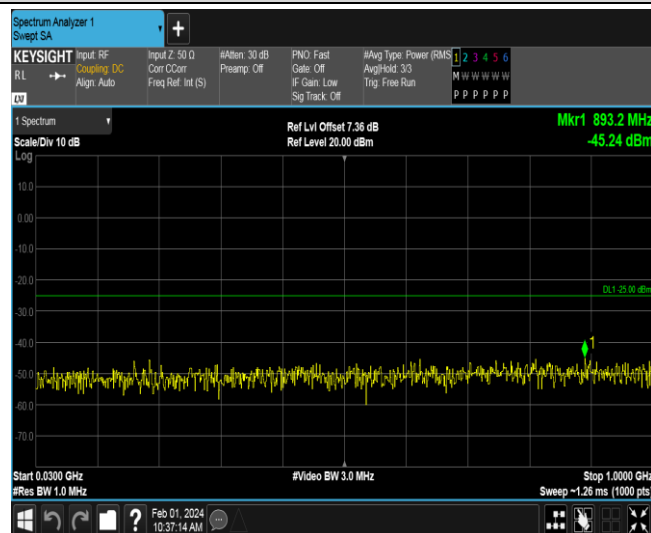 Spectrum Analyzer 1
Swept SA
+
KEYSIGHT
RL
LXI
Input: RF
Coupling: DC
Align: Auto
Input Z: 50 Ω
Corr CCorr
Freq Ref: Int (S)
#Atten: 30 dB
Preamp: Off
PNO: Fast
Gate: Off
IF Gain: Low
Sig Track: Off
#Avg Type: Power (RMS
Avg|Hold: 3/3
Trig: Free Run
1 2 3 4 5 6
M W W W W W
P P P P P P
1 Spectrum
Scale/Div 10 dB
Log
Ref Lvl Offset 7.36 dB
Ref Level 20.00 dBm
Mkr1 893.2 MHz
-45.24 dBm
10.0
0.00
-10.0
-20.0
DL1 -25.00 dBm
-30.0
-40.0
1
-50.0
-60.0
-70.0
Start 0.0300 GHz
#Res BW 1.0 MHz
#Video BW 3.0 MHz
Stop 1.0000 GHz
Sweep ~1.26 ms (1000 pts)
?
Feb 01, 2024
10:37:14 AM